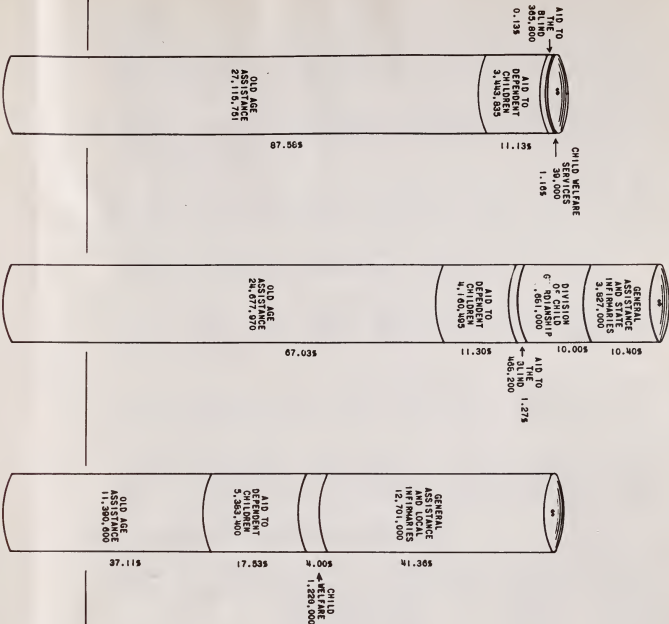 AID TO
THE
BLIND
365,800
0.13%
$
AID TO
DEPENDENT
CHILDREN
3,443,835
OLD AGE
ASSISTANCE
27,115,751
87.56%
11.13%
CHILD WELFARE
SERVICES
39,000
1.18%
$
GENERAL
ASSISTANCE
AND STATE
INFIRMARIES
3,827,000
DIVISION
OF CHILD
G RDIANSHIP
,661,000
AID TO
DEPENDENT
CHILDREN
4,160,495
OLD AGE
ASSISTANCE
24,677,970
67.03%
11.30%
10.00%
10.40%
AID TO
THE
BLIND 1.27%
466,200
$
GENERAL
ASSISTANCE
AND LOCAL
INFIRMARIES
12,701,000
AID TO
DEPENDENT
CHILDREN
5,383,400
OLD AGE
ASSISTANCE
11,390,600
37.11%
17.53%
4.00%
41.36%
CHILD
WELFARE
1,220,000